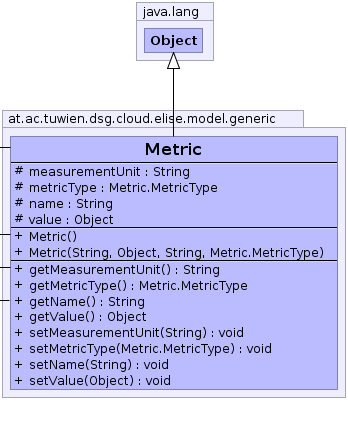 java.lang
Object
at.ac.tuwien.dsg.cloud.elise.model.generic
Metric
# measurementUnit : String
# metricType : Metric.MetricType
# name : String
# value : Object
+ Metric()
+ Metric(String, Object, String, Metric.MetricType)
+ getMeasurementUnit() : String
+ getMetricType() : Metric.MetricType
+ getName() : String
+ getValue() : Object
+ setMeasurementUnit(String) : void
+ setMetricType(Metric.MetricType) : void
+ setName(String) : void
+ setValue(Object) : void